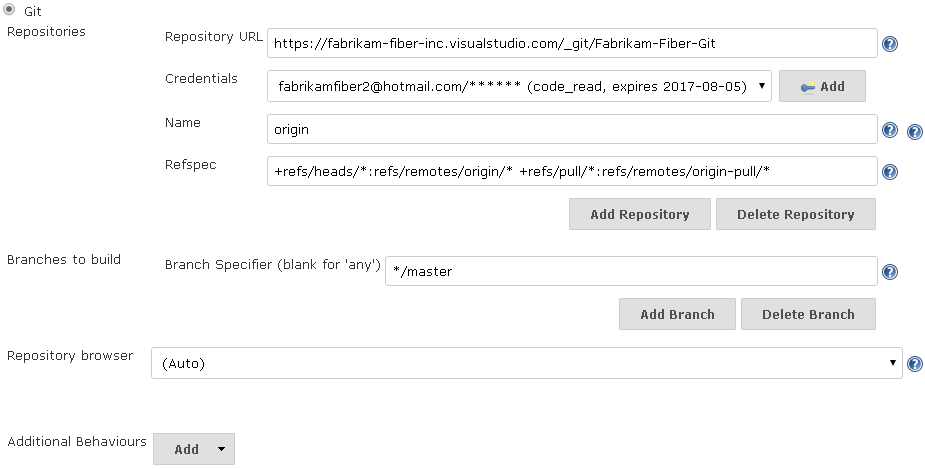 Git
Repositories
Repository URL https://fabrikam-fiber-inc.visualstudio.com/_git/Fabrikam-Fiber-Git ?
Credentials fabrikamfiber2@hotmail.com/****** (code_read, expires 2017-08-05) Add
Name origin ? ?
Refspec +refs/heads/*:refs/remotes/origin/* +refs/pull/*:refs/remotes/origin-pull/* ?
Add Repository Delete Repository
Branches to build Branch Specifier (blank for 'any') */master ?
Add Branch Delete Branch
Repository browser (Auto) ?
Additional Behaviours Add